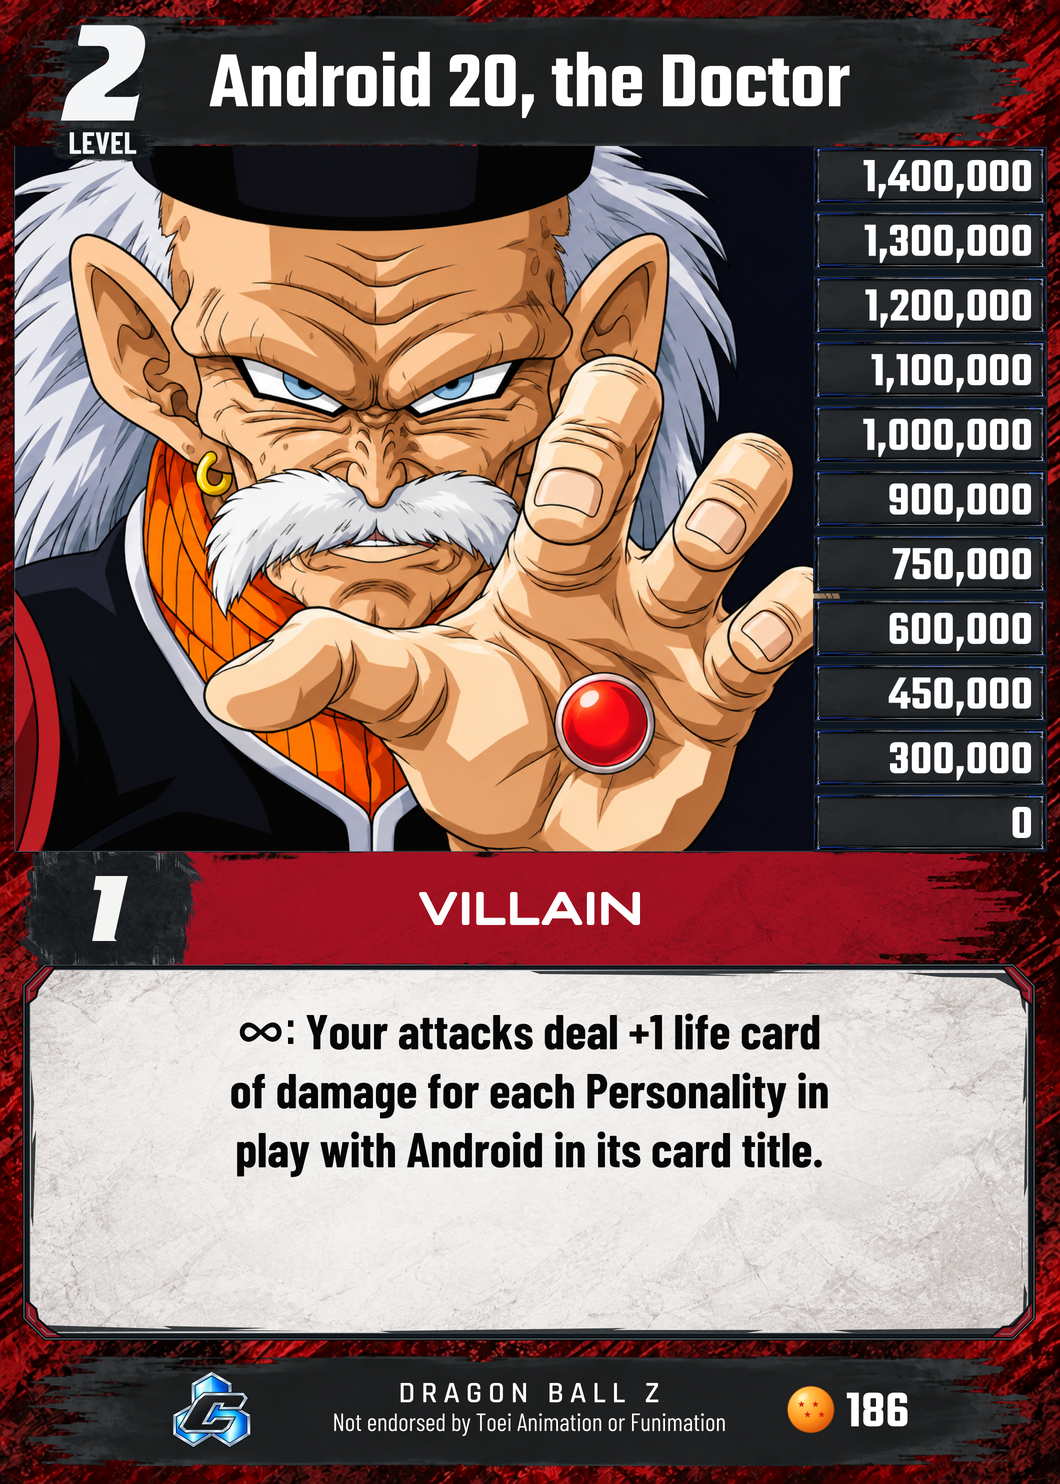 2
LEVEL
Android 20, the Doctor
1,400,000
1,300,000
1,200,000
1,100,000
1,000,000
900,000
750,000
600,000
450,000
300,000
0
1
VILLAIN
∞: Your attacks deal +1 life card
of damage for each Personality in
play with Android in its card title.
DRAGON BALL Z
Not endorsed by Toei Animation or Funimation
G
186